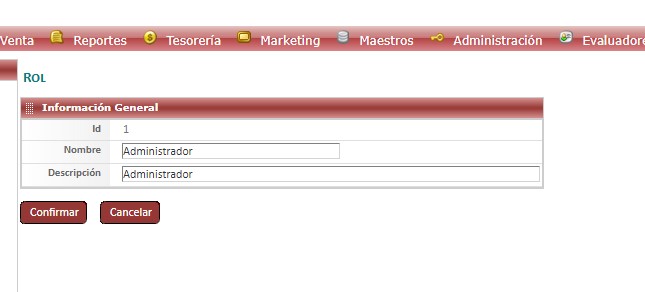 Venta Reportes Tesorería Marketing Maestros Administración Evaluadore
ROL
Información General
Id 1
Nombre Administrador
Descripción Administrador
Confirmar Cancelar